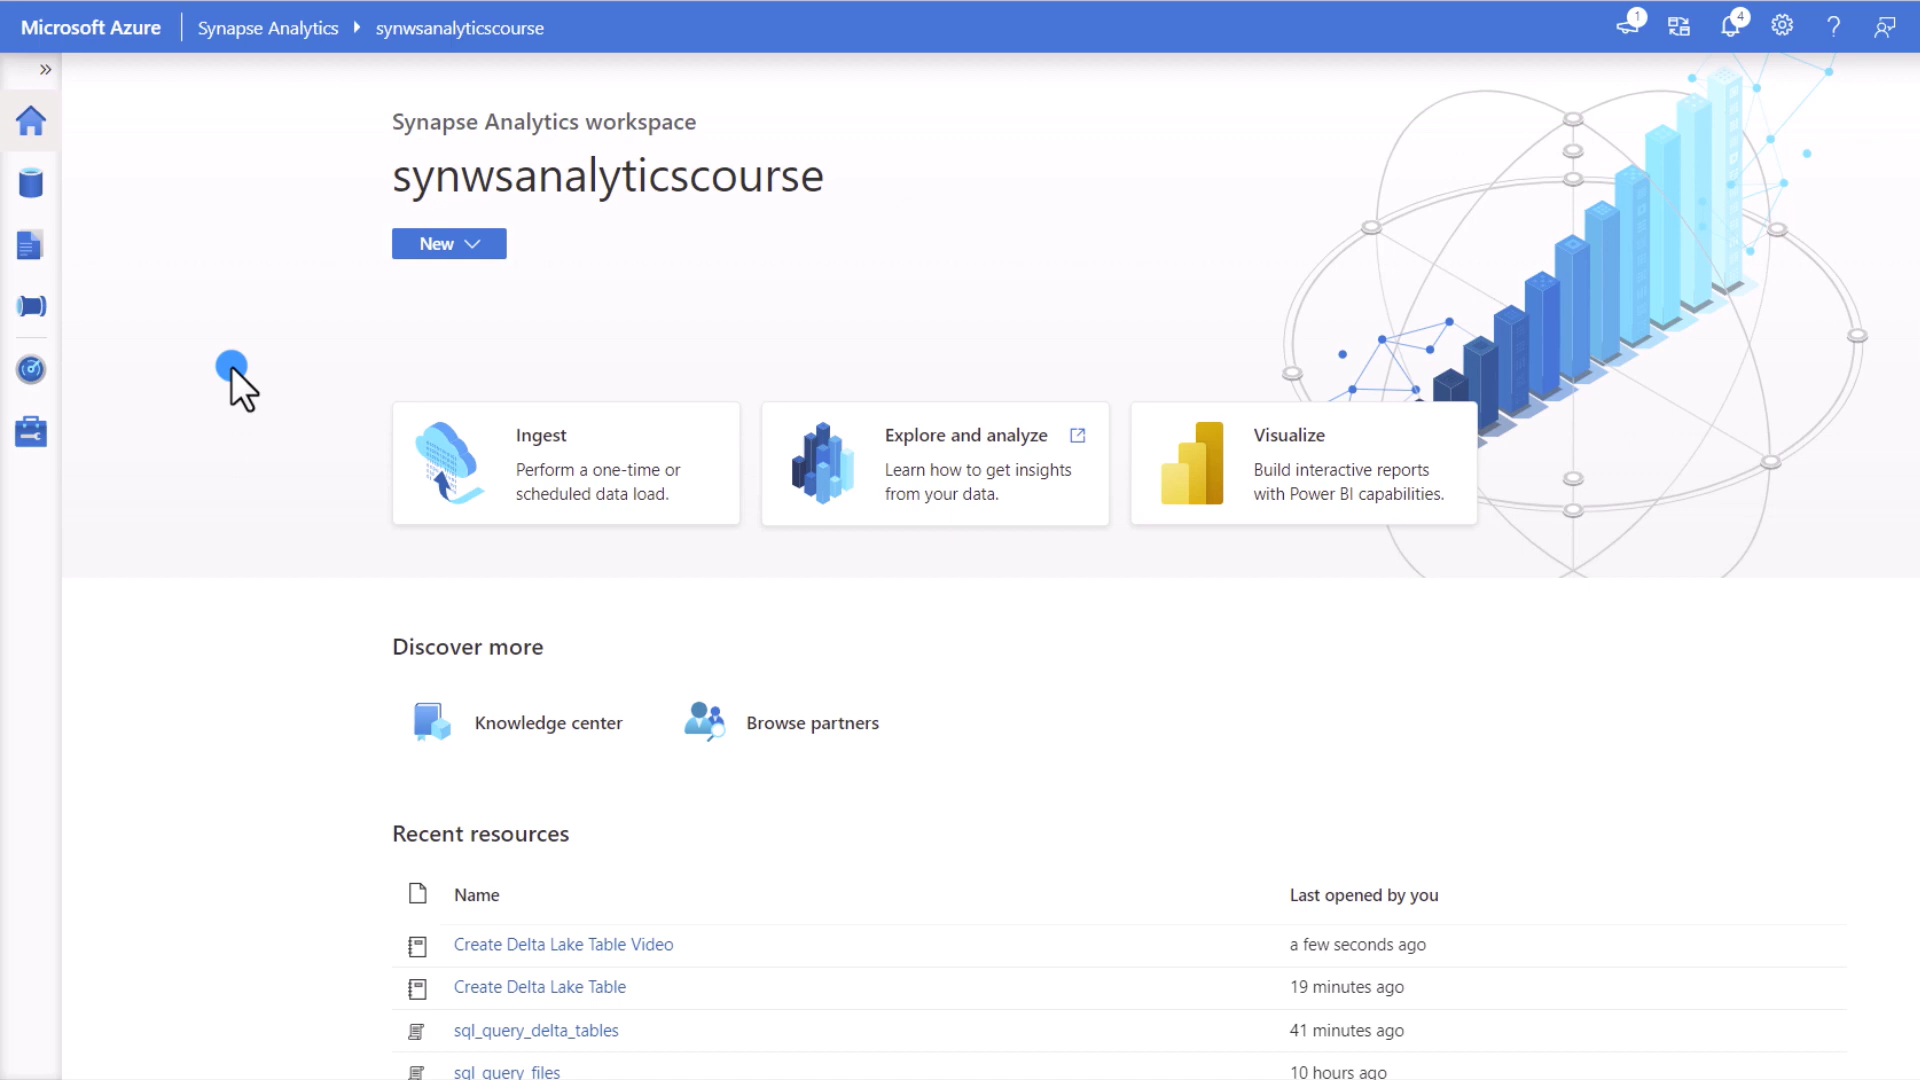 Microsoft Azure
Synapse Analytics
synwsanalyticscourse
1
4
?
Synapse Analytics workspace
synwsanalyticscourse
New
Ingest
Perform a one-time or
scheduled data load.
Explore and analyze
Learn how to get insights
from your data.
Visualize
Build interactive reports
with Power BI capabilities.
Discover more
Knowledge center
Browse partners
Recent resources
Name
Last opened by you
Create Delta Lake Table Video
a few seconds ago
Create Delta Lake Table
19 minutes ago
sql_query_delta_tables
41 minutes ago
sql_query_files
10 hours ago